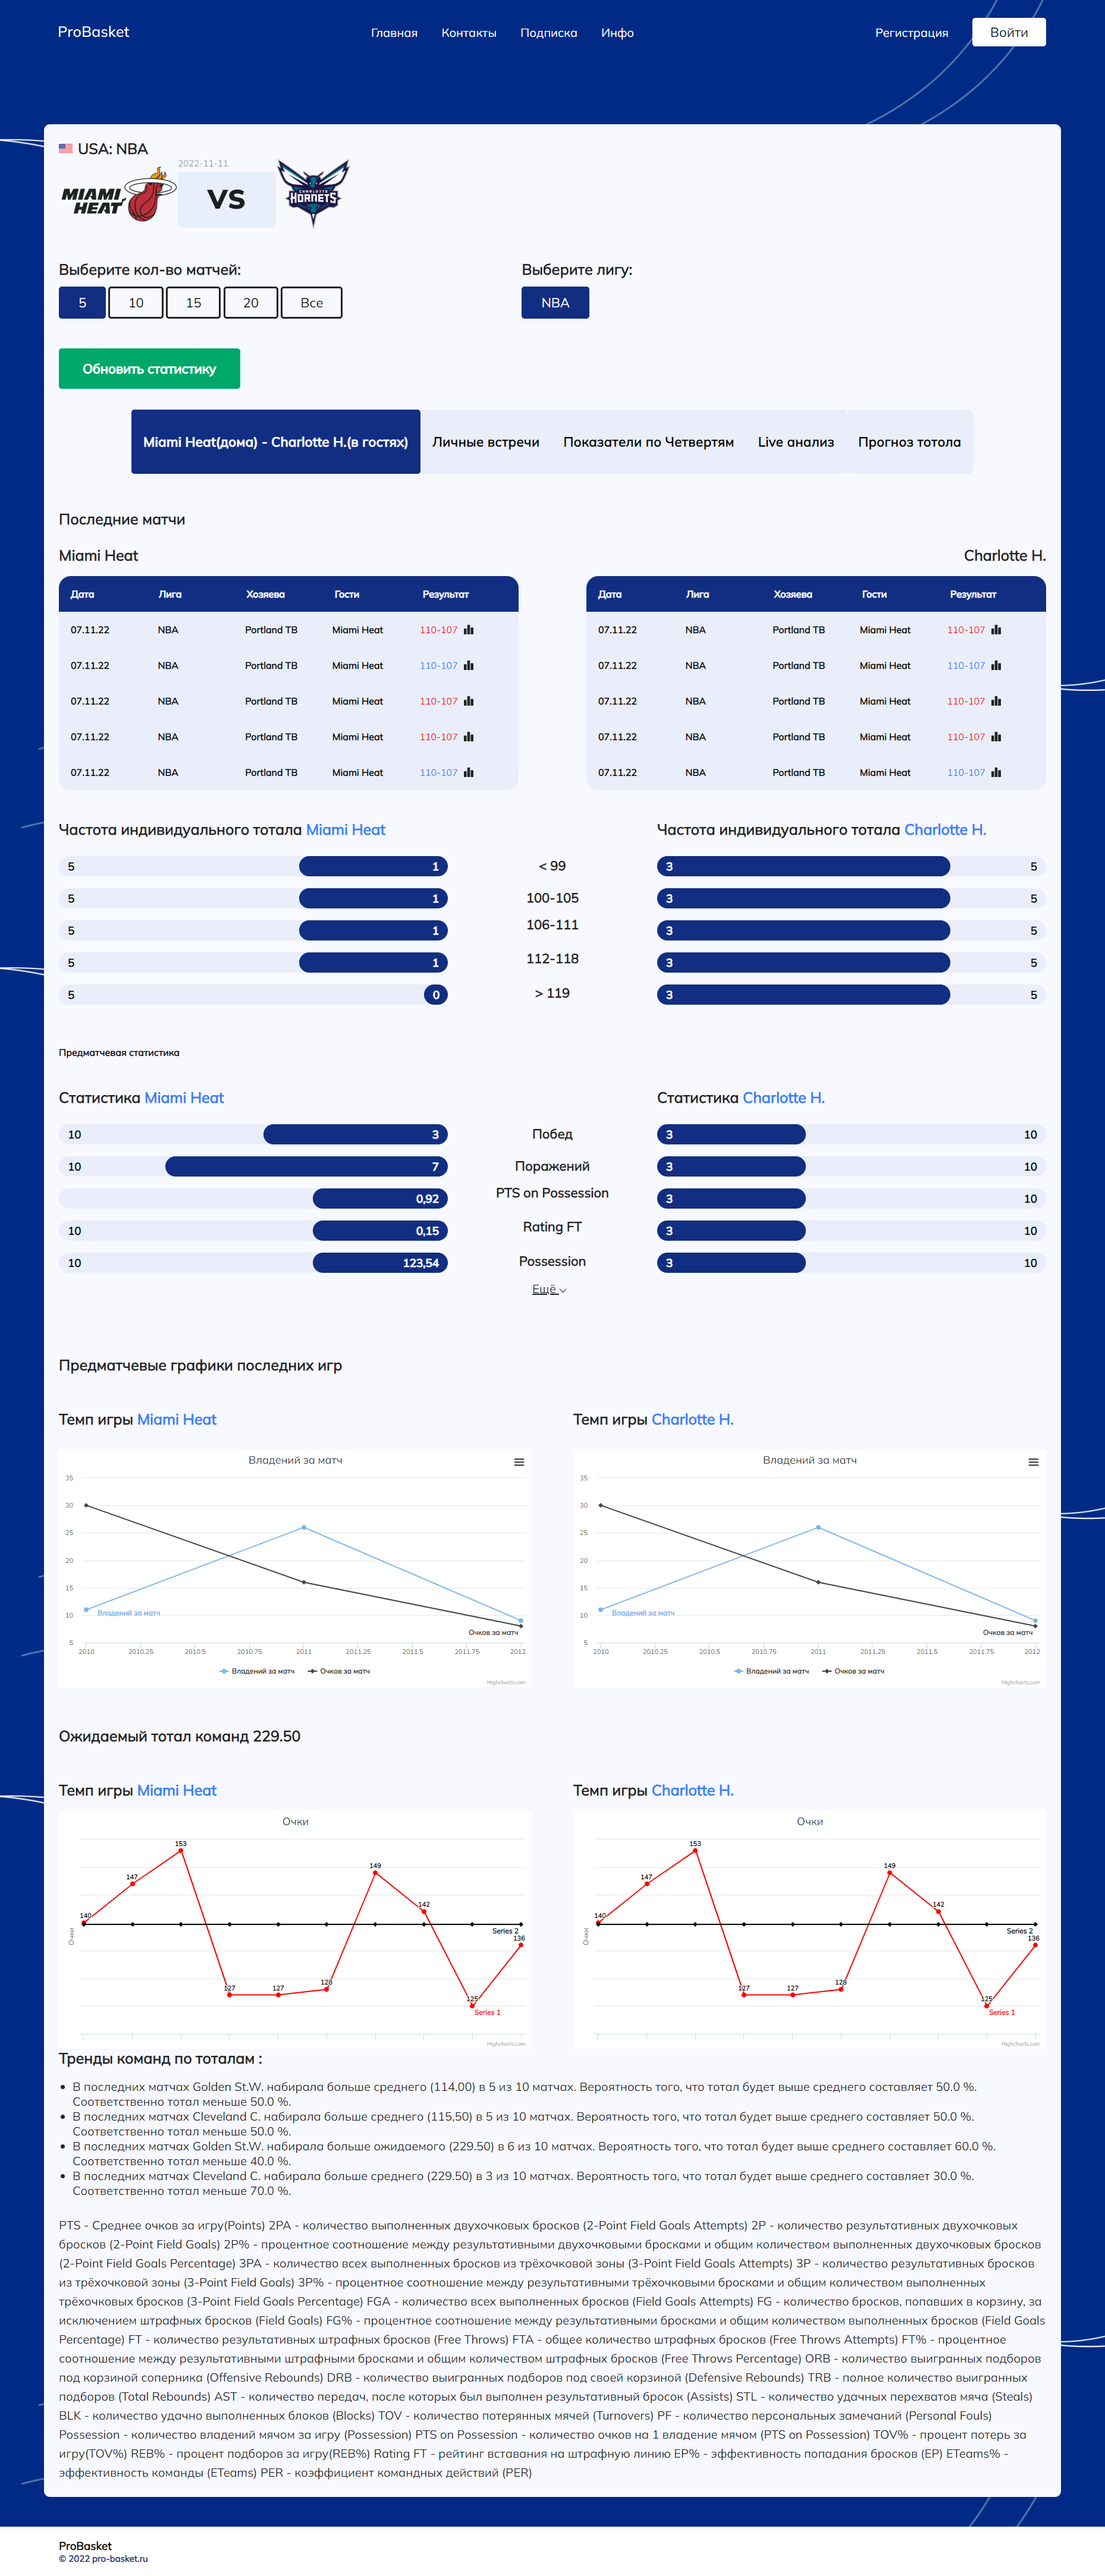 ProBasket
Главная Контакты Подписка Инфо
Регистрация Войти
USA: NBA
2022-11-11
MIAMI
HEAT
VS
CHARLOTTE
HORNETS
Выберите кол-во матчей:
5 10 15 20 Все
Выберите лигу:
NBA
Обновить статистику
Miami Heat(дома) - Charlotte H.(в гостях) Личные встречи Показатели по Четвертям Live анализ Прогноз тотола
Последние матчи
Miami Heat
Дата Лига Хозяева Гости Результат
07.11.22 NBA Portland TB Miami Heat 110-107
07.11.22 NBA Portland TB Miami Heat 110-107
07.11.22 NBA Portland TB Miami Heat 110-107
07.11.22 NBA Portland TB Miami Heat 110-107
07.11.22 NBA Portland TB Miami Heat 110-107
Charlotte H.
Дата Лига Хозяева Гости Результат
07.11.22 NBA Portland TB Miami Heat 110-107
07.11.22 NBA Portland TB Miami Heat 110-107
07.11.22 NBA Portland TB Miami Heat 110-107
07.11.22 NBA Portland TB Miami Heat 110-107
07.11.22 NBA Portland TB Miami Heat 110-107
Частота индивидуального тотала Miami Heat Частота индивидуального тотала Charlotte H.
5 1 < 99 3 5
5 1 100-105 3 5
5 1 106-111 3 5
5 1 112-118 3 5
5 0 > 119 3 5
Предматчевая статистика
Статистика Miami Heat Статистика Charlotte H.
10 3 Побед 3 10
10 7 Поражений 3 10
0,92 PTS on Possession 3 10
10 0,15 Rating FT 3 10
10 123,54 Possession 3 10
Ещё
Предматчевые графики последних игр
Темп игры Miami Heat
Владений за матч
35
30
25
20
15
10
5
Владений за матч
Очков за матч
2010 2010.25 2010.5 2010.75 2011 2011.25 2011.5 2011.75 2012
Владений за матч Очков за матч
Highcharts.com
Темп игры Charlotte H.
Владений за матч
35
30
25
20
15
10
5
Владений за матч
Очков за матч
2010 2010.25 2010.5 2010.75 2011 2011.25 2011.5 2011.75 2012
Владений за матч Очков за матч
Highcharts.com
Ожидаемый тотал команд 229.50
Темп игры Miami Heat
Очки
Очки
140 147 153 127 127 128 149 142 125 136
Series 2
Series 1
Highcharts.com
Темп игры Charlotte H.
Очки
Очки
140 147 153 127 127 128 149 142 125 136
Series 2
Series 1
Highcharts.com
Тренды команд по тоталам :
• В последних матчах Golden St.W. набирала больше среднего (114,00) в 5 из 10 матчах. Вероятность того, что тотал будет выше среднего составляет 50.0 %.
Соответственно тотал меньше 50.0 %.
• В последних матчах Cleveland C. набирала больше среднего (115,50) в 5 из 10 матчах. Вероятность того, что тотал будет выше среднего составляет 50.0 %.
Соответственно тотал меньше 50.0 %.
• В последних матчах Golden St.W. набирала больше ожидаемого (229.50) в 6 из 10 матчах. Вероятность того, что тотал будет выше среднего составляет 60.0 %.
Соответственно тотал меньше 40.0 %.
• В последних матчах Cleveland C. набирала больше среднего (229.50) в 3 из 10 матчах. Вероятность того, что тотал будет выше среднего составляет 30.0 %.
Соответственно тотал меньше 70.0 %.
PTS - Среднее очков за игру(Points) 2PA - количество выполненных двухочковых бросков (2-Point Field Goals Attempts) 2P - количество результативных двухочковых
бросков (2-Point Field Goals) 2P% - процентное соотношение между результативными двухочковыми бросками и общим количеством выполненных двухочковых бросков
(2-Point Field Goals Percentage) 3PA - количество всех выполненных бросков из трёхочковой зоны (3-Point Field Goals Attempts) 3P - количество результативных бросков
из трёхочковой зоны (3-Point Field Goals) 3P% - процентное соотношение между результативными трёхочковыми бросками и общим количеством выполненных
трёхочковых бросков (3-Point Field Goals Percentage) FGA - количество всех выполненных бросков (Field Goals Attempts) FG - количество бросков, попавших в корзину, за
исключением штрафных бросков (Field Goals) FG% - процентное соотношение между результативными бросками и общим количеством выполненных бросков (Field Goals
Percentage) FT - количество результативных штрафных бросков (Free Throws) FTA - общее количество штрафных бросков (Free Throws Attempts) FT% - процентное
соотношение между результативными штрафными бросками и общим количеством штрафных бросков (Free Throws Percentage) ORB - количество выигранных подборов
под корзиной соперника (Offensive Rebounds) DRB - количество выигранных подборов под своей корзиной (Defensive Rebounds) TRB - полное количество выигранных
подборов (Total Rebounds) AST - количество передач, после которых был выполнен результативный бросок (Assists) STL - количество удачных перехватов мяча (Steals)
BLK - количество удачно выполненных блоков (Blocks) TOV - количество потерянных мячей (Turnovers) PF - количество персональных замечаний (Personal Fouls)
Possession - количество владений мячом за игру (Possession) PTS on Possession - количество очков на 1 владение мячом (PTS on Possession) TOV% - процент потерь за
игру(TOV%) REB% - процент подборов за игру(REB%) Rating FT - рейтинг вставания на штрафную линию EP% - эффективность попадания бросков (EP) ETeams% -
эффективность команды (ETeams) PER - коэффициент командных действий (PER)
ProBasket
© 2022 pro-basket.ru